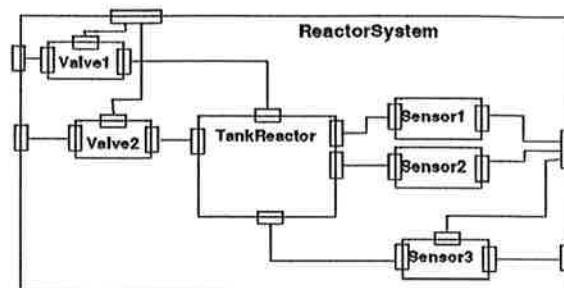 ReactorSystem
Valve1
Valve2
TankReactor
Sensor1
Sensor2
Sensor3